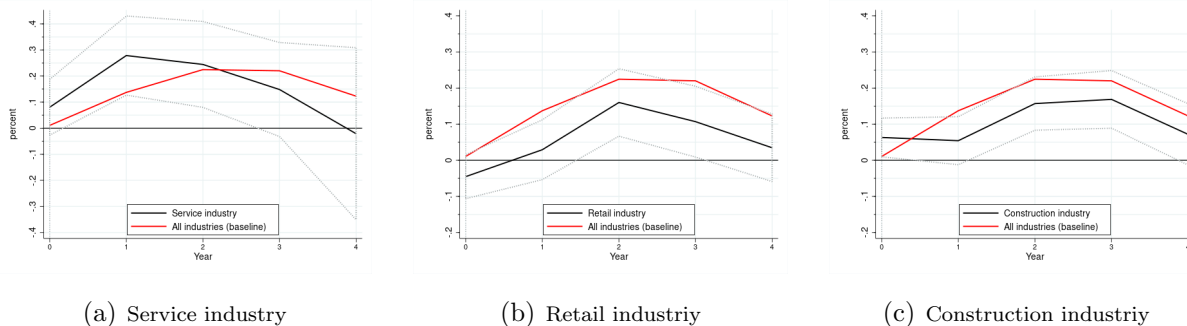 .4
.3
.2
.1
0
-.1
-.2
-.3
-.4
percent
0 1 2 3 4
Year
Service industry
All industries (baseline)
.4
.3
.2
.1
0
-.1
-.2
percent
0 1 2 3 4
Year
Retail industry
All industries (baseline)
.4
.3
.2
.1
0
-.1
-.2
percent
0 1 2 3 4
Year
Construction industry
All industries (baseline)
(a) Service industry
(b) Retail industriy
(c) Construction industriy